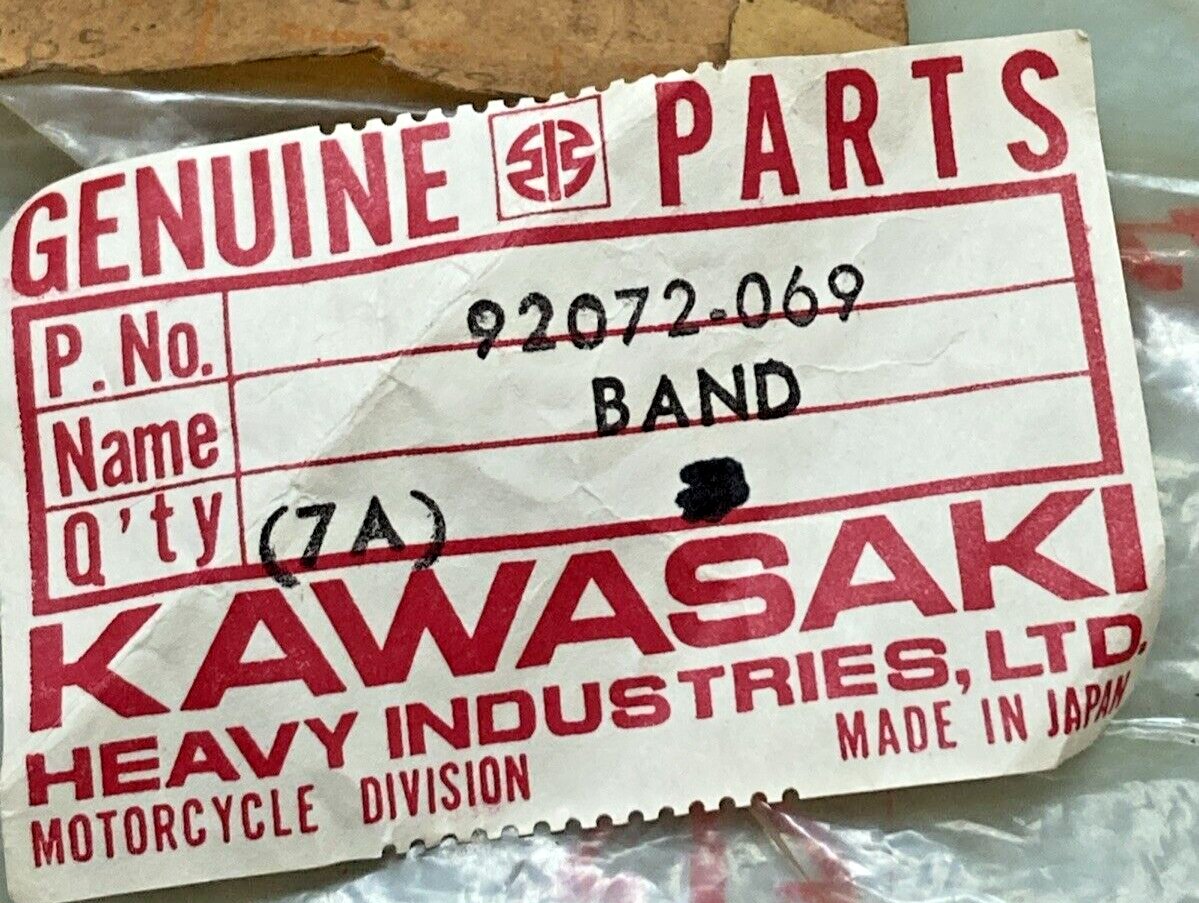 GENUINE PARTS
P. No. 92072-069
Name BAND
Q'ty (7A)
KAWASAKI
HEAVY INDUSTRIES, LTD.
MOTORCYCLE DIVISION MADE IN JAPAN